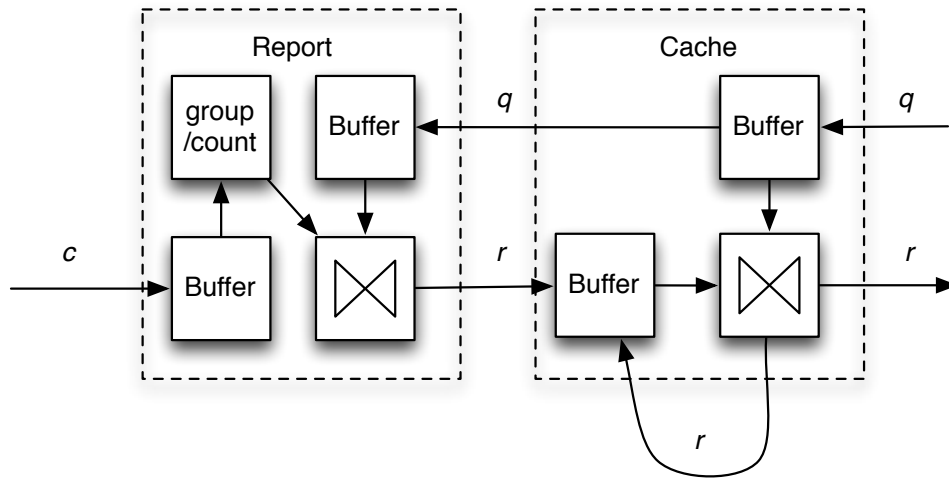 Report
Cache
group
/count
Buffer
q
Buffer
q
c
Buffer
r
Buffer
r
r